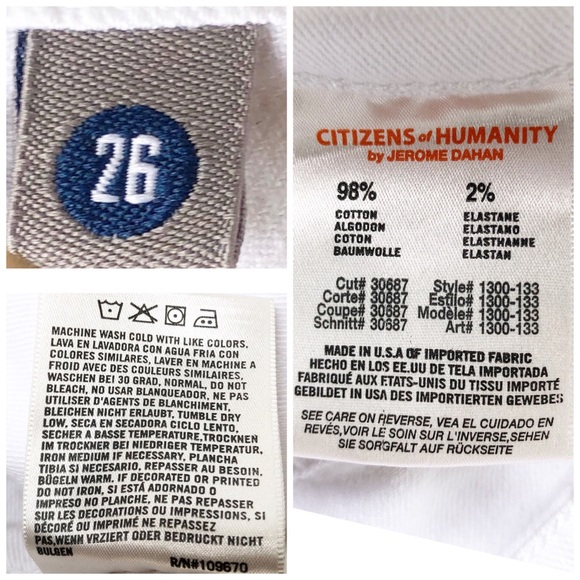 26
MACHINE WASH COLD WITH LIKE COLORS,
LAVA EN LAVADORA CON AGUA FRIA CON
COLORES SIMILARES, LAVER EN MACHINE A
FROID AVEC DES COULEURS SIMILAIRES,
WASCHEN BEI 30 GRAD, NORMAL, DO NOT
BLEACH, NO USAR BLANQUEADOR, NE PAS
UTILISER D'AGENTS DE BLANCHIMENT,
BLEICHEN NICHT ERLAUBT, TUMBLE DRY
LOW, SECA EN SECADORA CICLO LENTO,
SECHER A BASSE TEMPERATURE,TROCKNEN
IM TROCKNER BEI NIEDRIGER TEMPERATUR,
IRON MEDIUM IF NECESSARY, PLANCHA
TIBIA SI NECESARIO, REPASSER AU BESOIN.
BÜGELN WARM. IF DECORATED OR PRINTED
DO NOT IRON, SI ESTÁ ADORNADO O
IMPRESO NO PLANCHE, NE PAS REPASSER
SUR LES DECORATIONS OU IMPRESSIONS, SI
DÉCORÉ OU IMPRIMÉ NE REPASSEZ
PAS,WENN VRZIERT ODER BEDRUCKT NICHT
BULGEN
R/N#109670
CITIZENS of HUMANITY
by JEROME DAHAN
98% 2%
COTTON ELASTANE
ALGODON ELASTANO
COTON ELASTHANNE
BAUMWOLLE ELASTAN
Cut# 30687 Style# 1300-133
Corte# 30687 Estilo# 1300-133
Coupe# 30687 Modèle# 1300-133
Schnitt# 30687 Art# 1300-133
MADE IN U.S.A OF IMPORTED FABRIC
HECHO EN LOS EE.UU DE TELA IMPORTADA
FABRIQUÉ AUX ETATS-UNIS DU TISSU IMPORTÉ
GEBILDET IN USA DES IMPORTIERTEN GEWEBES
SEE CARE ON REVERSE, VEA EL CUIDADO EN
REVÉS,VOIR LE SOIN SUR L'INVERSE,SEHEN
SIE SORGFALT AUF RÜCKSEITE